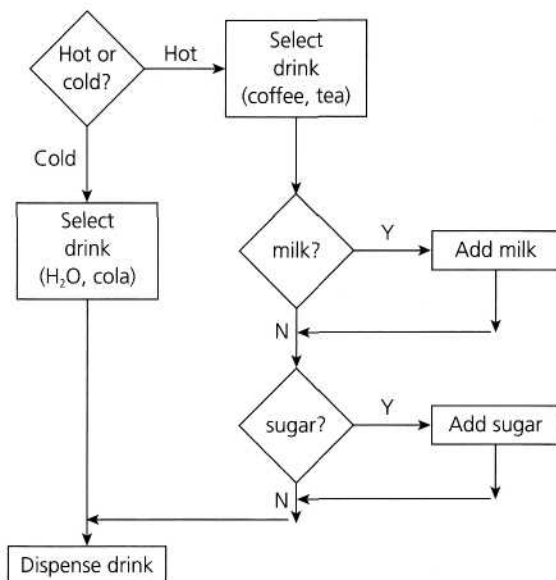 Hot or
cold?
Hot
Select
drink
(coffee, tea)
Cold
Select
drink
(H₂O, cola)
milk?
Y
Add milk
N
sugar?
Y
Add sugar
N
Dispense drink